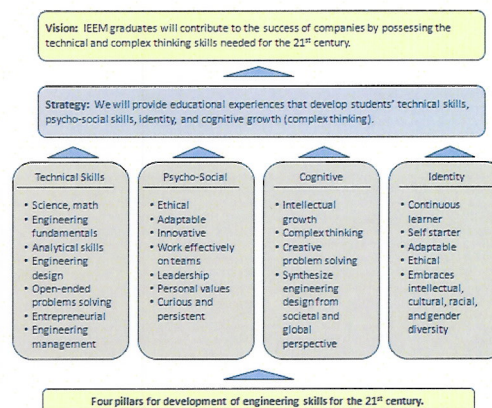 Vision: IEEM graduates will contribute to the success of companies by possessing the
technical and complex thinking skills needed for the 21st century.
Strategy: We will provide educational experiences that develop students' technical skills,
psycho-social skills, identity, and cognitive growth (complex thinking).
Technical Skills
• Science, math
• Engineering
fundamentals
• Analytical skills
• Engineering
design
• Open-ended
problems solving
• Entrepreneurial
• Engineering
management
Psycho-Social
• Ethical
• Adaptable
• Innovative
• Work effectively
on teams
• Leadership
• Personal values
• Curious and
persistent
Cognitive
• Intellectual
growth
• Complex thinking
• Creative
problem solving
• Synthesize
engineering
design from
societal and
global
perspective
Identity
• Continuous
learner
• Self starter
• Adaptable
• Ethical
• Embraces
intellectual,
cultural, racial,
and gender
diversity
Four pillars for development of engineering skills for the 21st century.